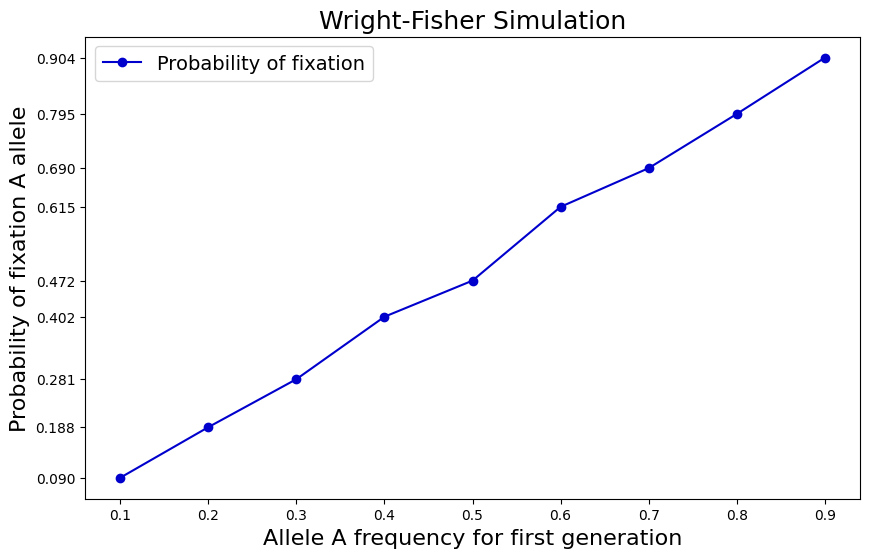 Wright-Fisher Simulation
Probability of fixation
Probability of fixation A allele
0.904
0.795
0.690
0.615
0.472
0.402
0.281
0.188
0.090
0.1 0.2 0.3 0.4 0.5 0.6 0.7 0.8 0.9
Allele A frequency for first generation